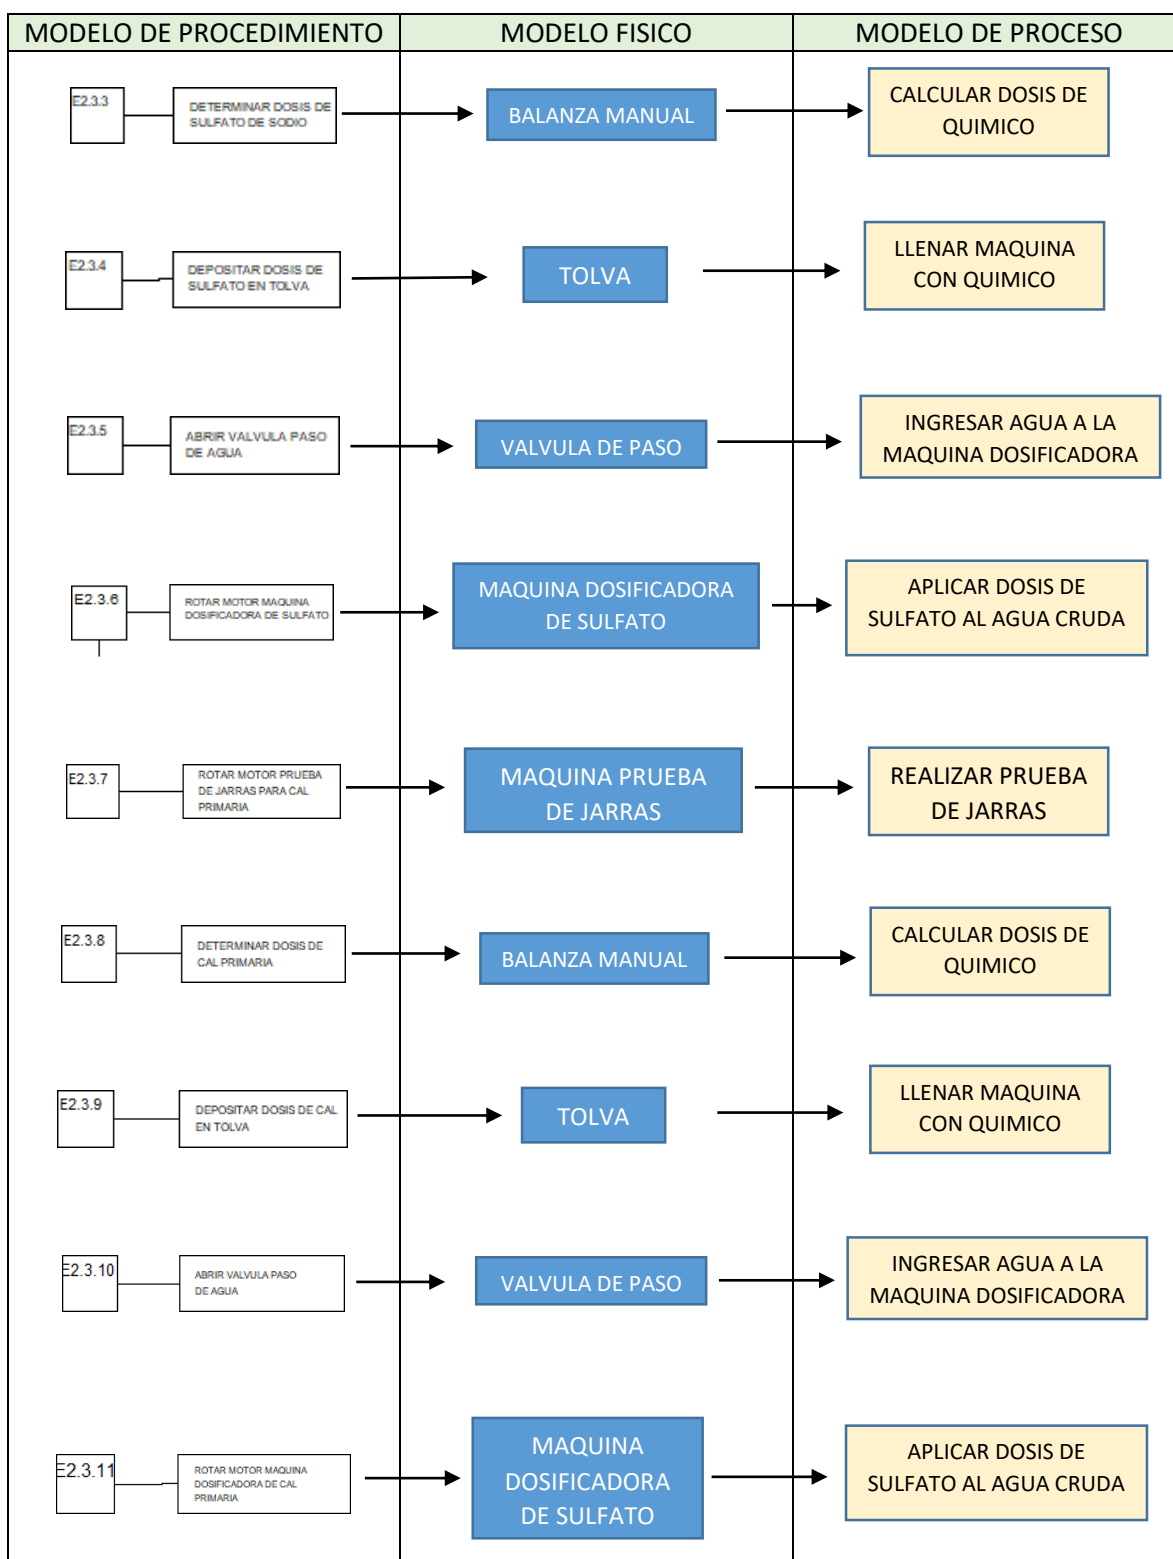 MODELO DE PROCEDIMIENTO
MODELO FISICO
MODELO DE PROCESO
E2.3.3
DETERMINAR DOSIS DE
SULFATO DE SODIO
BALANZA MANUAL
CALCULAR DOSIS DE
QUIMICO
E2.3.4
DEPOSITAR DOSIS DE
SULFATO EN TOLVA
TOLVA
LLENAR MAQUINA
CON QUIMICO
E2.3.5
ABRIR VALVULA PASO
DE AGUA
VALVULA DE PASO
INGRESAR AGUA A LA
MAQUINA DOSIFICADORA
E2.3.6
ROTAR MOTOR MAQUINA
DOSIFICADORA DE SULFATO
MAQUINA DOSIFICADORA
DE SULFATO
APLICAR DOSIS DE
SULFATO AL AGUA CRUDA
E2.3.7
ROTAR MOTOR PRUEBA
DE JARRAS PARA CAL
PRIMARIA
MAQUINA PRUEBA
DE JARRAS
REALIZAR PRUEBA
DE JARRAS
E2.3.8
DETERMINAR DOSIS DE
CAL PRIMARIA
BALANZA MANUAL
CALCULAR DOSIS DE
QUIMICO
E2.3.9
DEPOSITAR DOSIS DE CAL
EN TOLVA
TOLVA
LLENAR MAQUINA
CON QUIMICO
E2.3.10
ABRIR VALVULA PASO
DE AGUA
VALVULA DE PASO
INGRESAR AGUA A LA
MAQUINA DOSIFICADORA
E2.3.11
ROTAR MOTOR MAQUINA
DOSIFICADORA DE CAL
PRIMARIA
MAQUINA
DOSIFICADORA
DE SULFATO
APLICAR DOSIS DE
SULFATO AL AGUA CRUDA